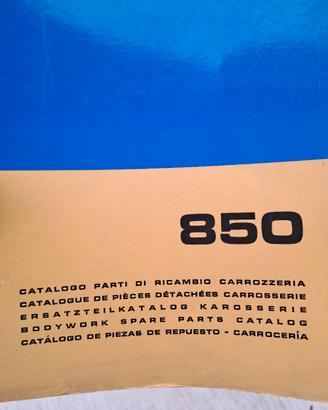 850
CATALOGO PARTI DI RICAMBIO CARROZZERIA
CATALOGUE DE PIÈCES DÉTACHÉES CARROSSERIE
ERSATZTEILKATALOG KAROSSERIE
BODYWORK SPARE PARTS CATALOG
CATÁLOGO DE PIEZAS DE REPUESTO - CARROCERÍA